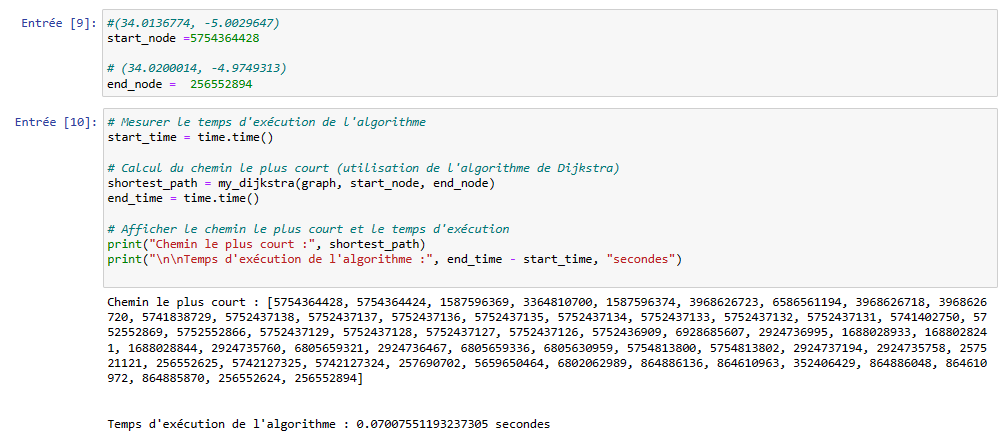 Entrée [9]: #(34.0136774, -5.0029647)
start_node =5754364428
# (34.0200014, -4.9749313)
end_node =  256552894
Entrée [10]: # Mesurer le temps d'exécution de l'algorithme
start_time = time.time()
# Calcul du chemin le plus court (utilisation de l'algorithme de Dijkstra)
shortest_path = my_dijkstra(graph, start_node, end_node)
end_time = time.time()
# Afficher le chemin le plus court et le temps d'exécution
print("Chemin le plus court :", shortest_path)
print("\n\nTemps d'exécution de l'algorithme :", end_time - start_time, "secondes")
Chemin le plus court : [5754364428, 5754364424, 1587596369, 3364810700, 1587596374, 3968626723, 6586561194, 3968626718, 3968626
720, 5741838729, 5752437138, 5752437137, 5752437136, 5752437135, 5752437134, 5752437133, 5752437132, 5752437131, 5741402750, 57
52552869, 5752552866, 5752437129, 5752437128, 5752437127, 5752437126, 5752436909, 6928685607, 2924736995, 1688028933, 168802824
1, 1688028844, 2924735760, 6805659321, 2924736467, 6805659336, 6805630959, 5754813800, 5754813802, 2924737194, 2924735758, 2575
21121, 256552625, 5742127325, 5742127324, 257690702, 5659650464, 6802062989, 864886136, 864610963, 352406429, 864886048, 864610
972, 864885870, 256552624, 256552894]
Temps d'exécution de l'algorithme : 0.07007551193237305 secondes